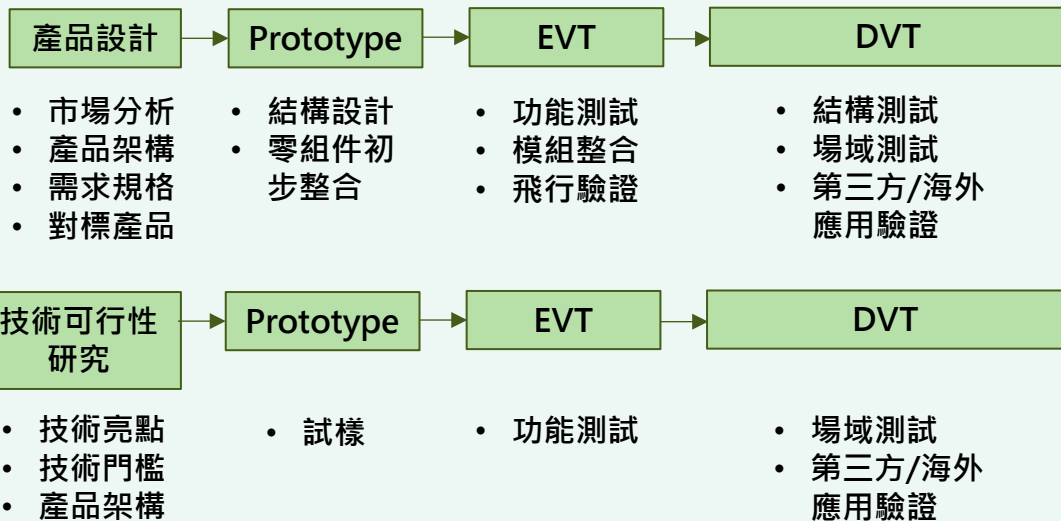 產品設計
Prototype
EVT
DVT
• 市場分析
• 產品架構
• 需求規格
• 對標產品
• 結構設計
• 零組件初
步整合
• 功能測試
• 模組整合
• 飛行驗證
• 結構測試
• 場域測試
• 第三方/海外
應用驗證
技術可行性
研究
Prototype
EVT
DVT
• 技術亮點
• 技術門檻
• 產品架構
• 試樣
• 功能測試
• 場域測試
• 第三方/海外
應用驗證